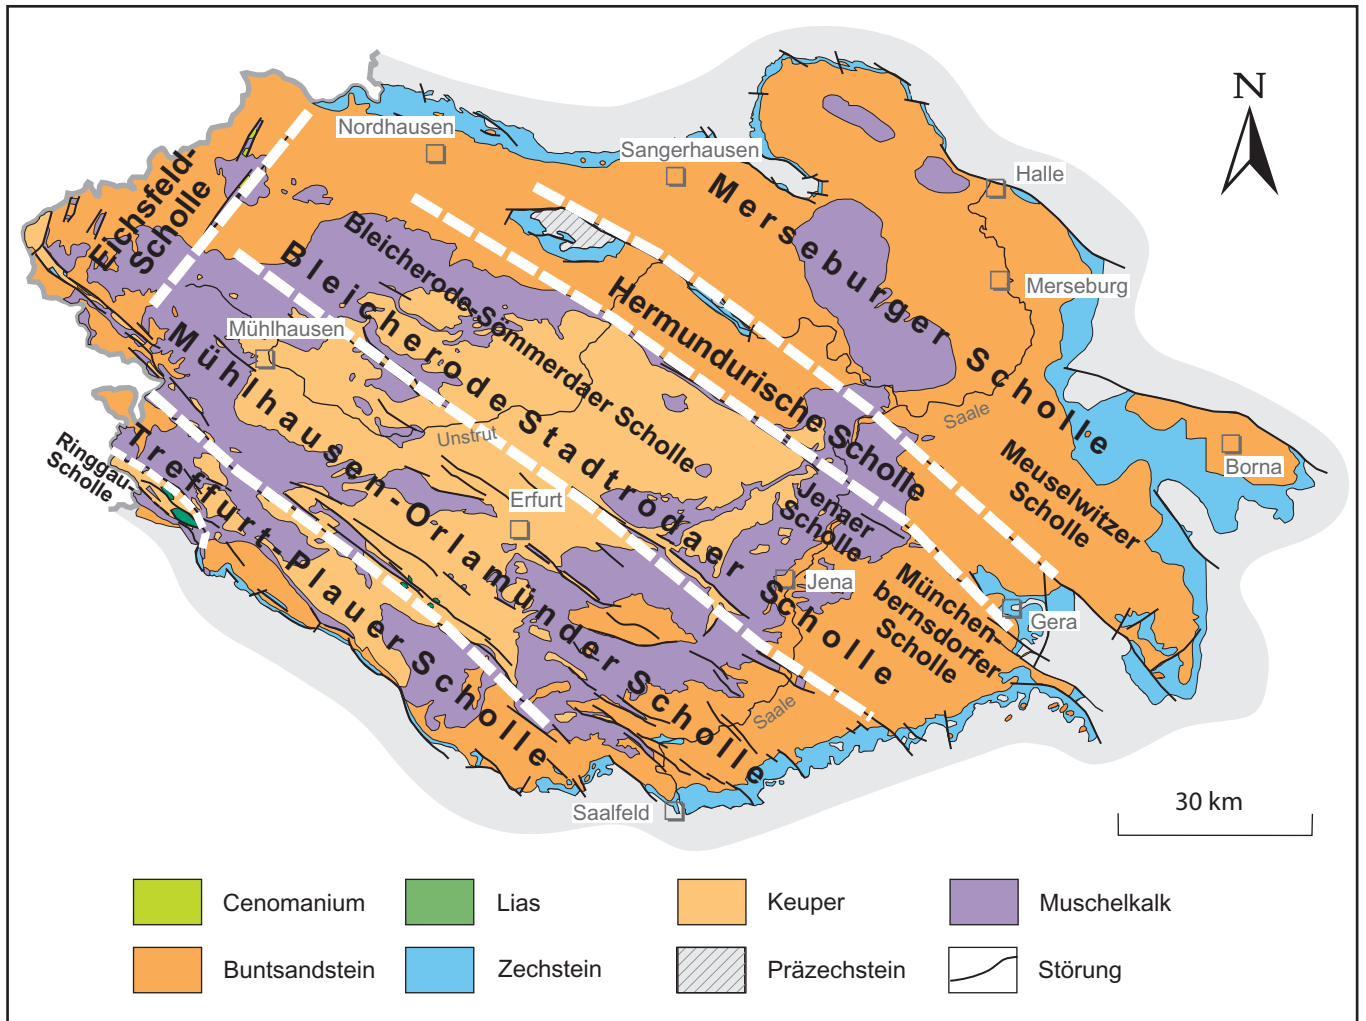 N
Nordhausen
Sangerhausen
Halle
Merseburg
Borna
Gera
Jena
Erfurt
Mühlhausen
Saalfeld
Unstrut
Saale
Saale
Eichsfeld-
Scholle
Merseburger Scholle
Hermundurische Scholle
Bleicherode-Sömmerdaer Scholle
Bleicherode Stadtrodaer Scholle
Mühlhausen-Orlamünder Scholle
Treffurt-Plauer Scholle
Ringgau-
Scholle
Jenaer
Scholle
Meuselwitzer
Scholle
München-
bernsdorfer
Scholle
30 km
Cenomanium
Lias
Keuper
Muschelkalk
Buntsandstein
Zechstein
Präzechstein
Störung